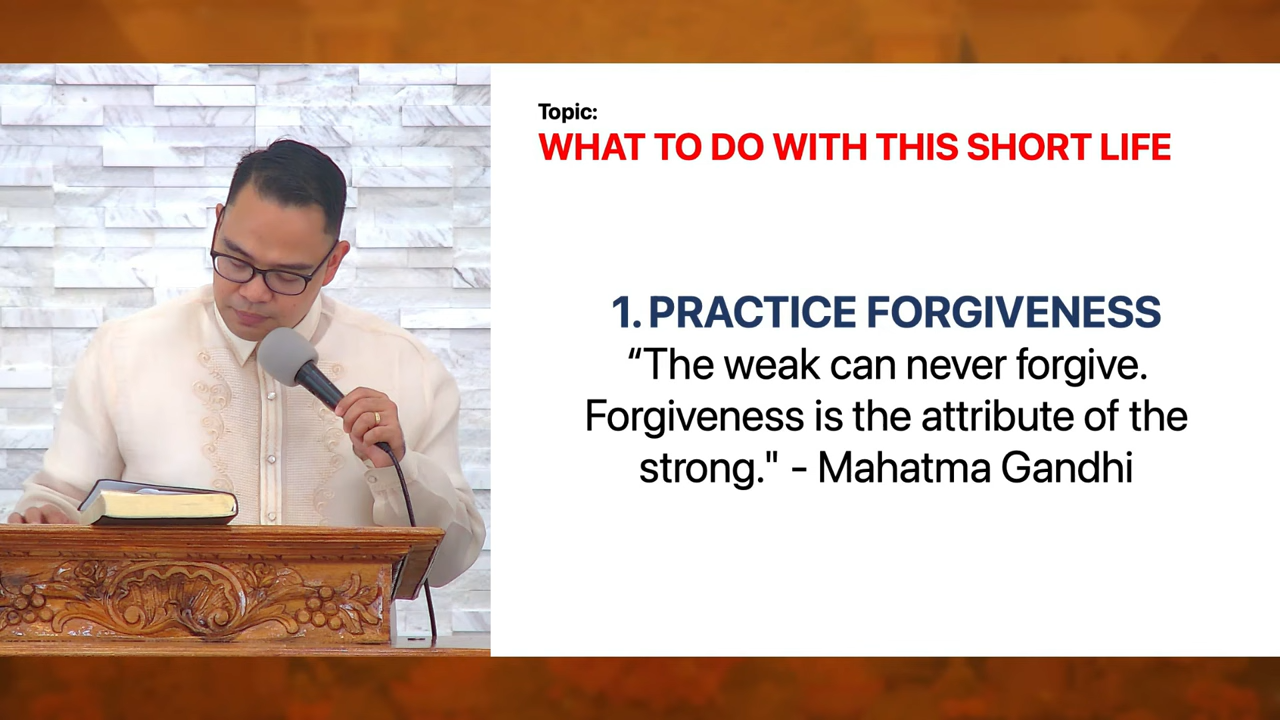 Topic:
WHAT TO DO WITH THIS SHORT LIFE
1. PRACTICE FORGIVENESS
“The weak can never forgive.
Forgiveness is the attribute of the
strong." - Mahatma Gandhi